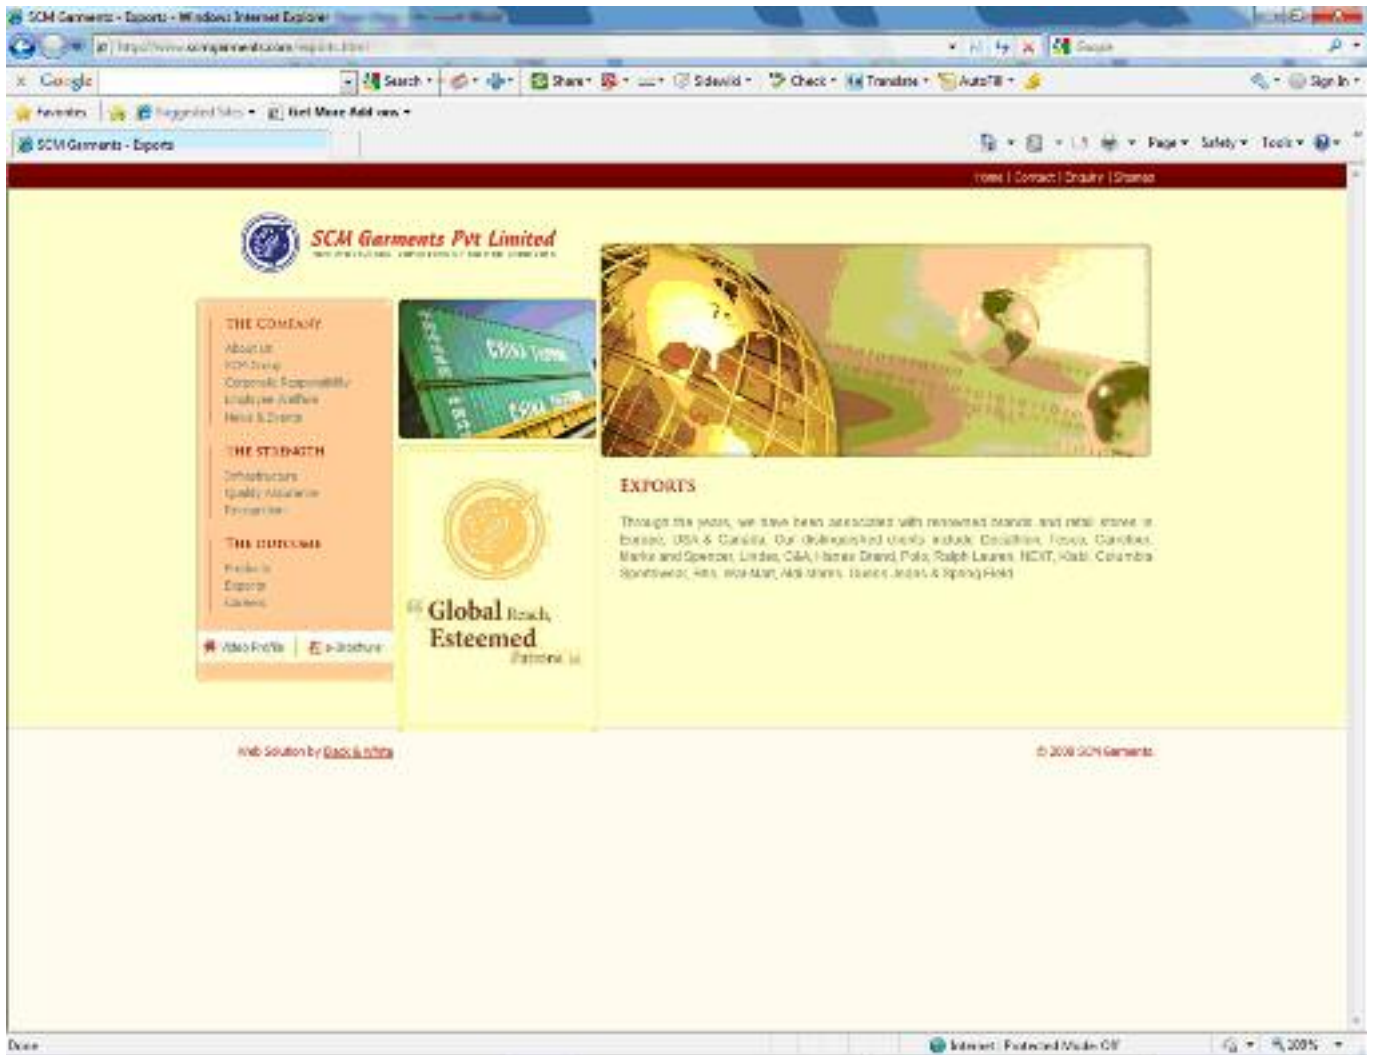 SCM Garments - Exports - Windows Internet Explorer
Google
x Google Search Share Sidewiki Check Translate AutoFill Sign In
Favorites Suggested Sites Get More Add-ons
SCM Garments - Exports Page Safety Tools
Home | Contact | Enquiry | Sitemap
SCM Garments Pvt Limited
THE COMPANY
About Us
SCM Group
Corporate Responsibility
Employee Welfare
News & Events
THE STRENGTH
Infrastructure
Quality Assurance
Recognition
THE OUTCOME
Products
Exports
Careers
Video Profile e-Brochure
CHINA
CHINA
Global Reach,
Esteemed
Patrons
EXPORTS
Through the years, we have been associated with renowned brands and retail stores in
Europe, USA & Canada. Our distinguished clients include Decathlon, Tesco, Carrefour,
Marks and Spencer, C&A, Brand, Polo, Ralph Lauren, NEXT, Kiabi, Columbia
Sportswear, Wal-Mart, Aldi stores, Jeans & Spring Field
Web Solution by Black & White
SCM Garments
Done Internet | Protected Mode: Off 100%